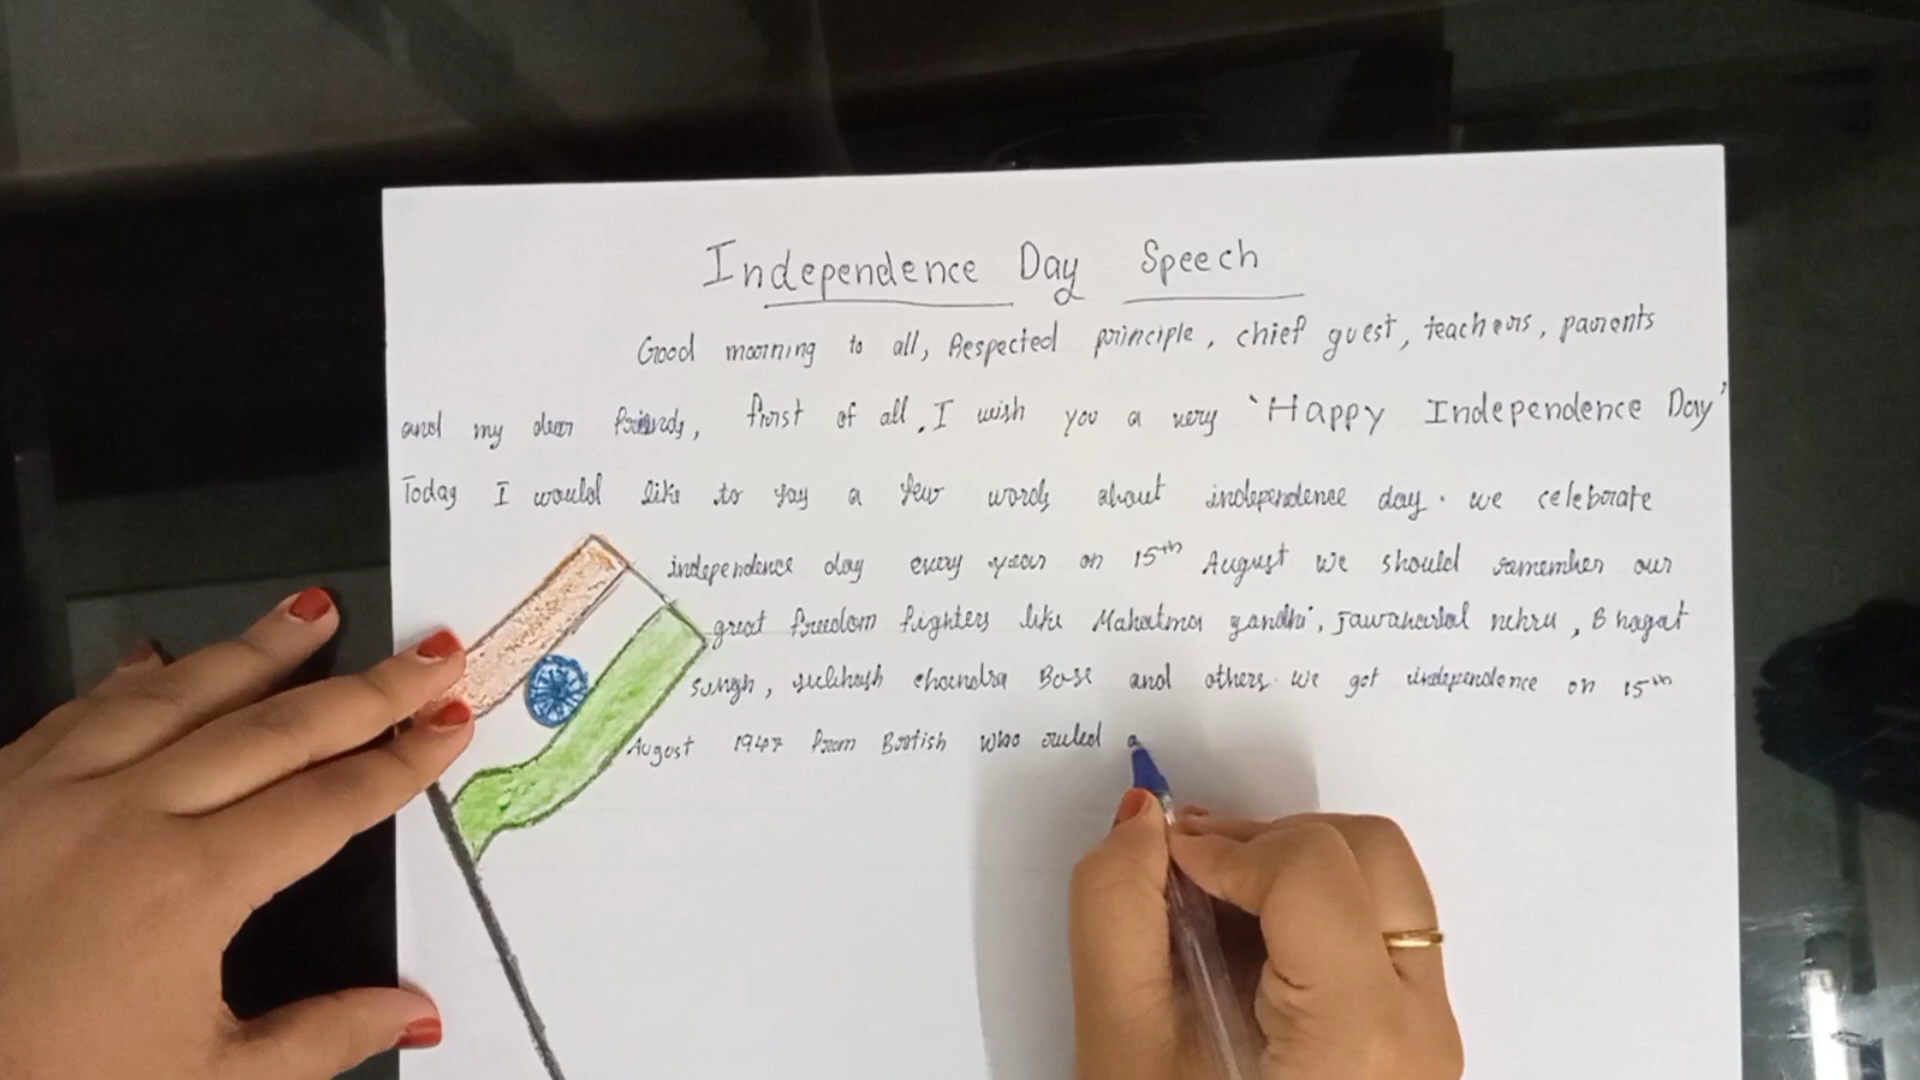 Independence Day Speech
Good morning to all, Respected principle, chief guest, teachers, parents
and my dear friends, first of all, I wish you a very 'Happy Independence Day'
Today I would like to say a few words about independence day. we celebrate
independence day every year on 15th August we should ramember our
great freedom fighters like Mahatma gandhi, Jawaharlal nehru, Bhagat
singh, subhash chandra Bose and others. we got independence on 15th
August 1947 from British who ruled a